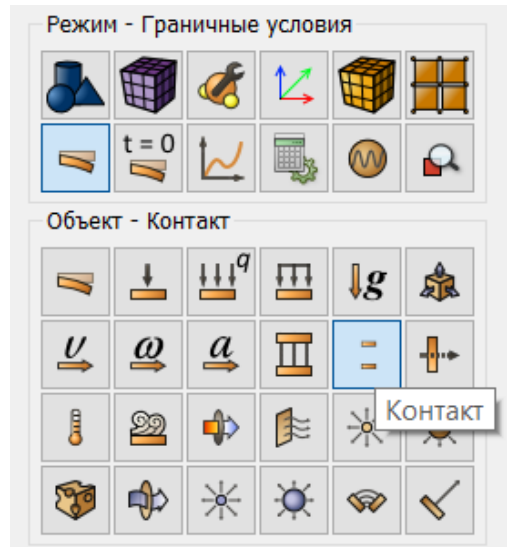 Режим - Граничные условия
t = 0
Объект - Контакт
q
g
υ ω a
Контакт